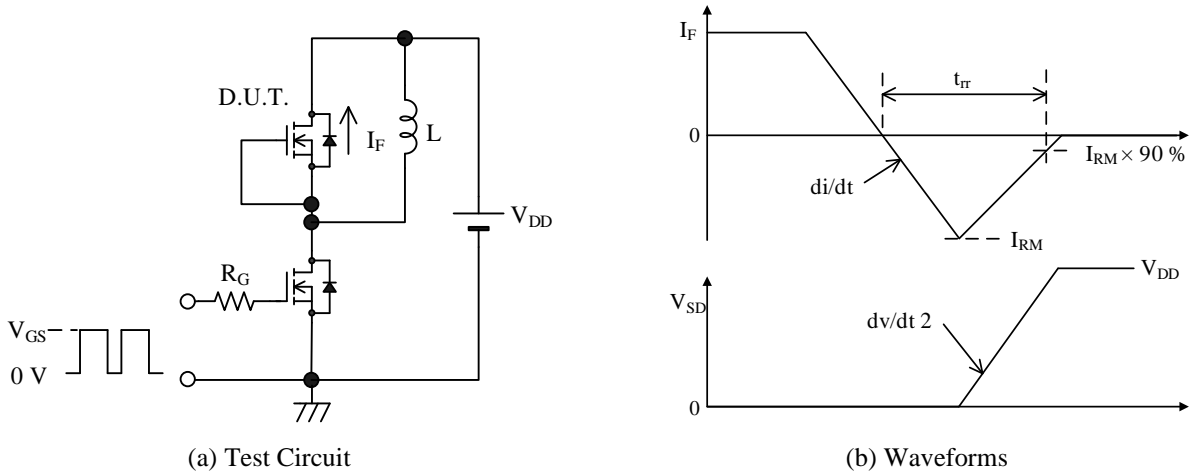 D.U.T.
I_F
L
V_DD
R_G
V_GS
0 V
(a) Test Circuit
I_F
t_rr
0
I_RM × 90 %
di/dt
I_RM
V_DD
V_SD
dv/dt 2
0
(b) Waveforms